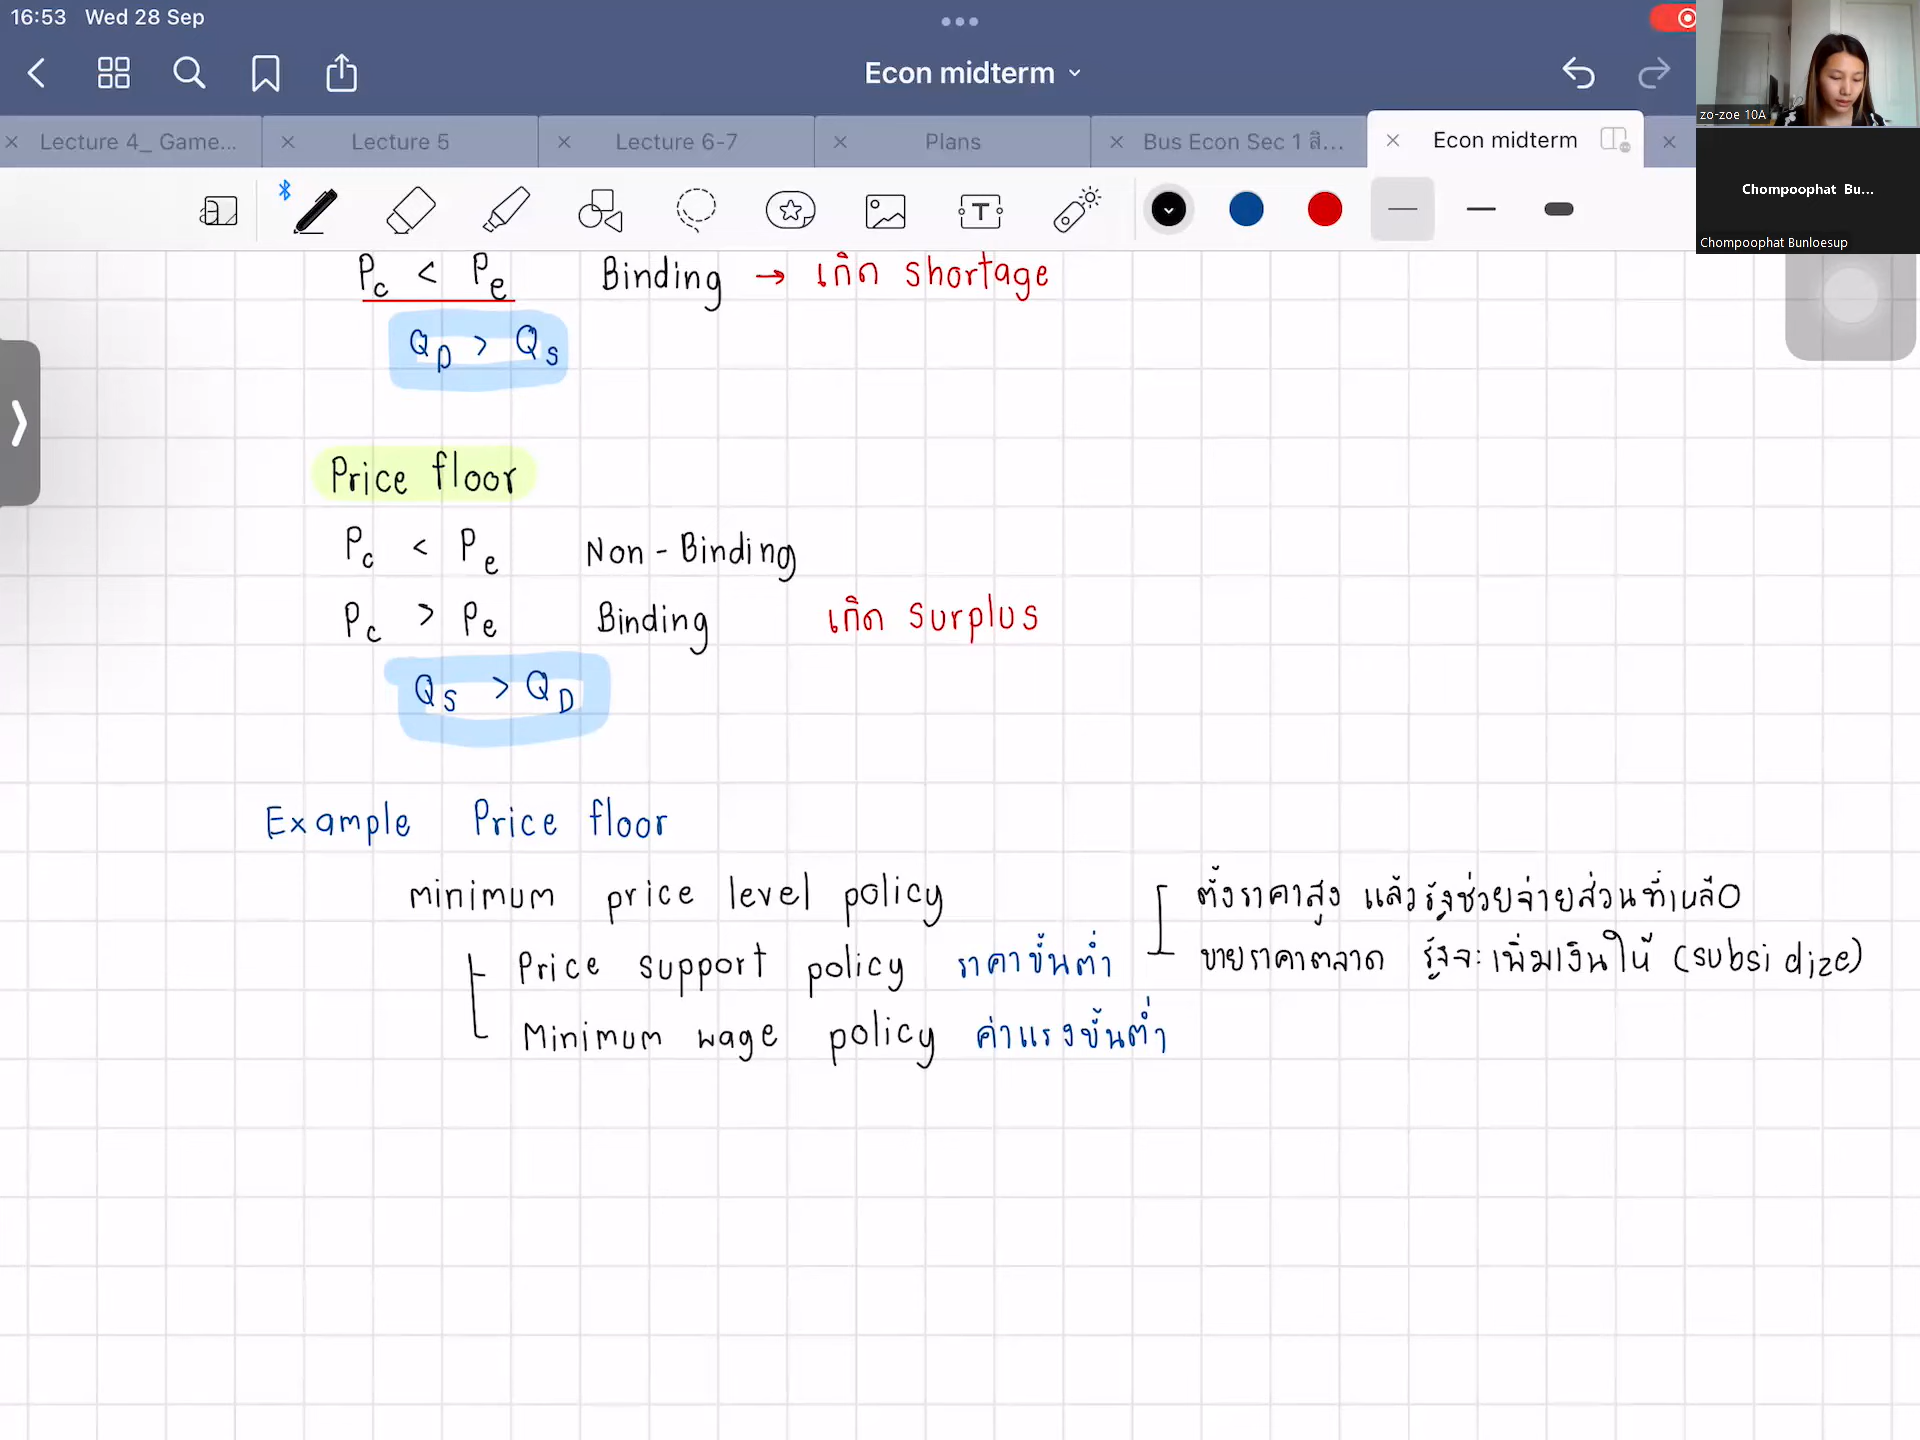 16:53 Wed 28 Sep
Econ midterm
Lecture 4_ Game...
Lecture 5
Lecture 6-7
Plans
Bus Econ Sec 1 สิ...
Econ midterm
zo-zoe 10A
Chompoophat Bu...
Chompoophat Bunloesup
Pc < Pe Binding → เกิด shortage
QD > QS
Price floor
Pc < Pe Non-Binding
Pc > Pe Binding เกิด surplus
QS > QD
Example Price floor
minimum price level policy ตั้งราคาสูง แล้วรัฐช่วยจ่ายส่วนที่เหลือ
Price support policy ราคาขั้นต่ำ ขายราคาตลาด รัฐจะเพิ่มเงินให้ (subsidize)
Minimum wage policy ค่าแรงขั้นต่ำ